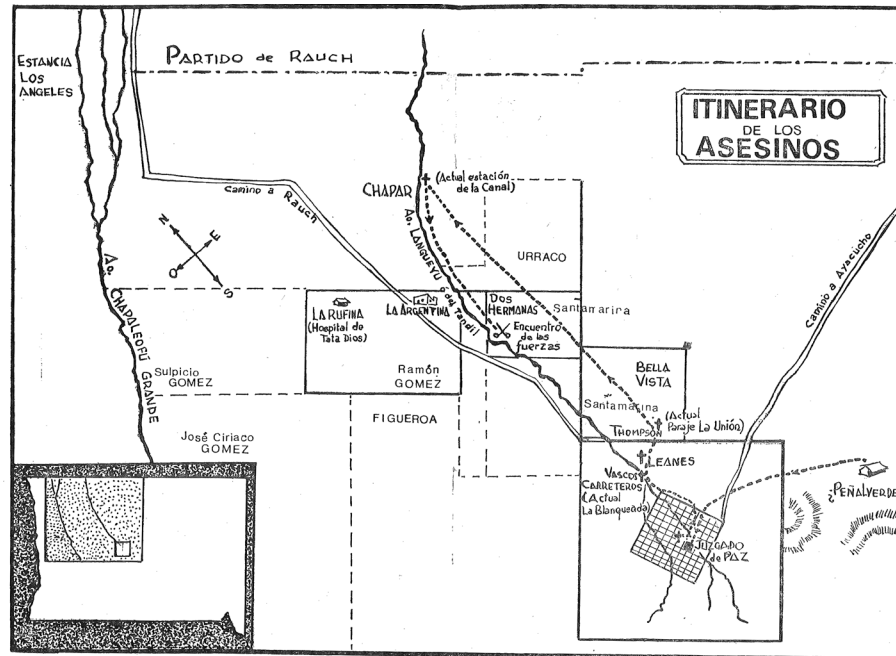 ESTANCIA
LOS
ANGELES
PARTIDO de RAUCH
ITINERARIO
DE LOS
ASESINOS
Camino a Rauch
CHAPAR
(Actual estación
de la Canal)
Ao. LANGUEYÚ o del Tandil
URRACO
Camino a Ayacucho
N
E
O
S
Ao. CHAPALEOFÚ GRANDE
LA RUFINA
(Hospital de
Tata Dios)
LA ARGENTINA
DOS
HERMANAS
Santamarina
Encuentro
de las
fuerzas
Sulpicio
GOMEZ
Ramón
GOMEZ
BELLA
VISTA
FIGUEROA
Santamarina
THOMPSON
(Actual
Paraje La Unión)
José Ciriaco
GOMEZ
LEANES
VASCOS
CARRETEROS
(Actual
La Blanqueada)
¿PEÑALVERDE
JUZGADO
de PAZ